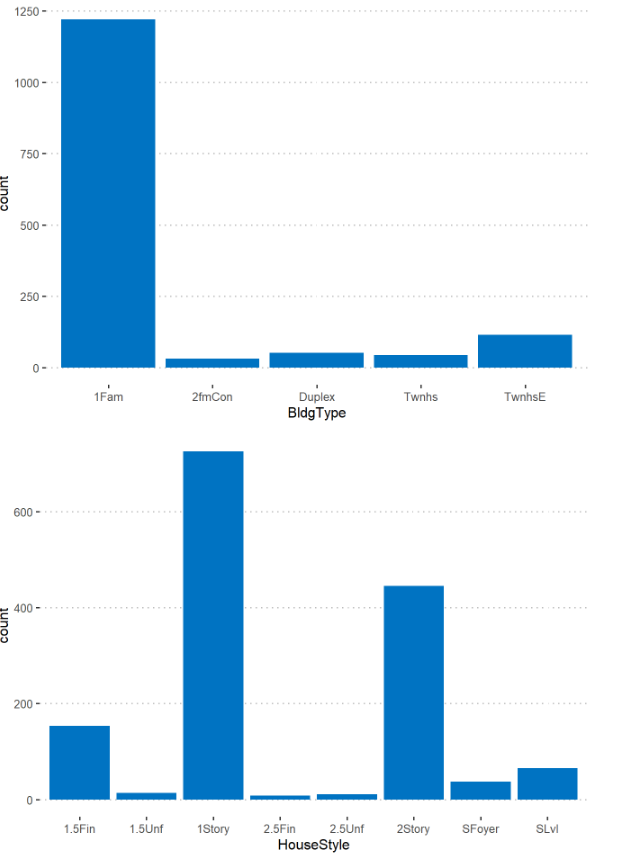 1250
1000
750
500
250
0
count
1Fam 2fmCon Duplex Twnhs TwnhsE
BldgType
600
400
200
0
count
1.5Fin 1.5Unf 1Story 2.5Fin 2.5Unf 2Story SFoyer SLvl
HouseStyle